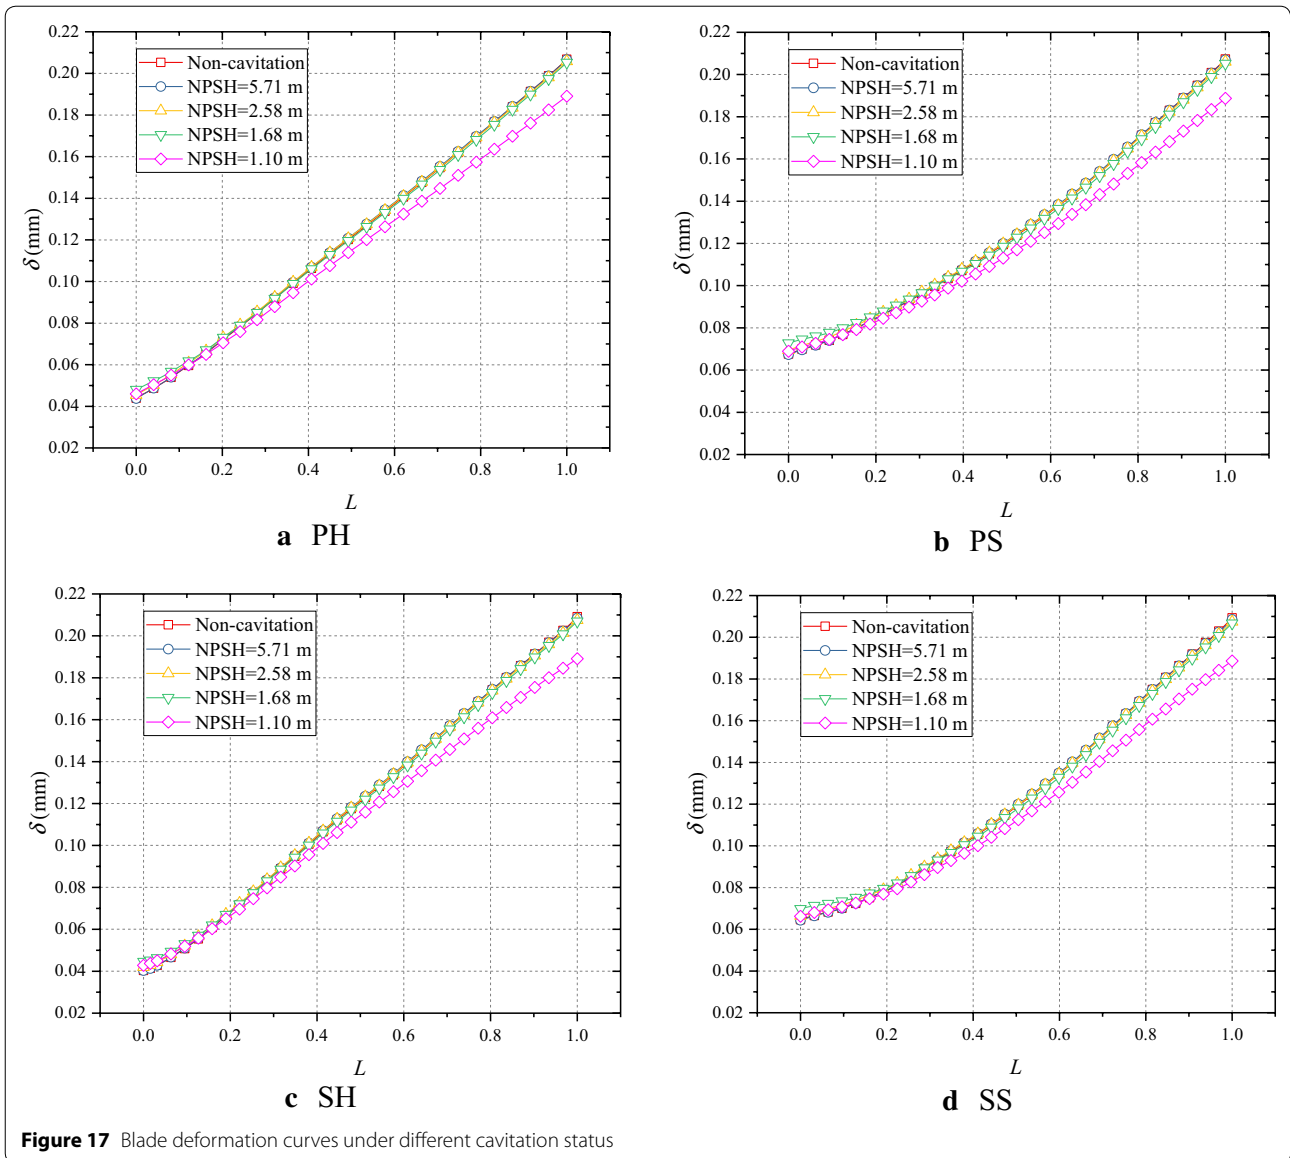 0.22
0.20
0.18
0.16
0.14
0.12
0.10
0.08
0.06
0.04
0.02
δ (mm)
Non-cavitation
NPSH=5.71 m
NPSH=2.58 m
NPSH=1.68 m
NPSH=1.10 m
0.0 0.2 0.4 0.6 0.8 1.0
L
a PH
0.22
0.20
0.18
0.16
0.14
0.12
0.10
0.08
0.06
0.04
0.02
δ (mm)
Non-cavitation
NPSH=5.71 m
NPSH=2.58 m
NPSH=1.68 m
NPSH=1.10 m
0.0 0.2 0.4 0.6 0.8 1.0
L
b PS
0.22
0.20
0.18
0.16
0.14
0.12
0.10
0.08
0.06
0.04
0.02
δ (mm)
Non-cavitation
NPSH=5.71 m
NPSH=2.58 m
NPSH=1.68 m
NPSH=1.10 m
0.0 0.2 0.4 0.6 0.8 1.0
L
c SH
0.22
0.20
0.18
0.16
0.14
0.12
0.10
0.08
0.06
0.04
0.02
δ (mm)
Non-cavitation
NPSH=5.71 m
NPSH=2.58 m
NPSH=1.68 m
NPSH=1.10 m
0.0 0.2 0.4 0.6 0.8 1.0
L
d SS
Figure 17 Blade deformation curves under different cavitation status